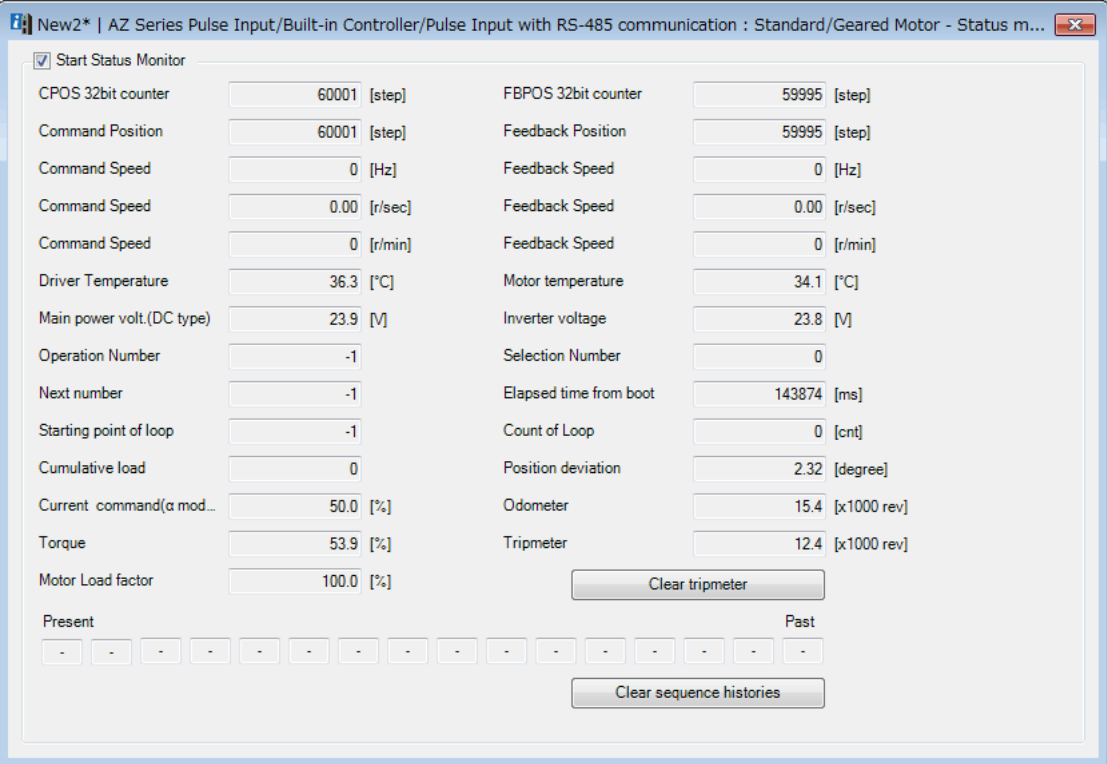 New2* | AZ Series Pulse Input/Built-in Controller/Pulse Input with RS-485 communication : Standard/Geared Motor - Status m...
Start Status Monitor
CPOS 32bit counter 60001 [step] FBPOS 32bit counter 59995 [step]
Command Position 60001 [step] Feedback Position 59995 [step]
Command Speed 0 [Hz] Feedback Speed 0 [Hz]
Command Speed 0.00 [r/sec] Feedback Speed 0.00 [r/sec]
Command Speed 0 [r/min] Feedback Speed 0 [r/min]
Driver Temperature 36.3 [°C] Motor temperature 34.1 [°C]
Main power volt.(DC type) 23.9 [V] Inverter voltage 23.8 [V]
Operation Number -1 Selection Number 0
Next number -1 Elapsed time from boot 143874 [ms]
Starting point of loop -1 Count of Loop 0 [cnt]
Cumulative load 0 Position deviation 2.32 [degree]
Current command(α mod... 50.0 [%] Odometer 15.4 [x1000 rev]
Torque 53.9 [%] Tripmeter 12.4 [x1000 rev]
Motor Load factor 100.0 [%] Clear tripmeter
Present Past
- - - - - - - - - - - - - - - -
Clear sequence histories